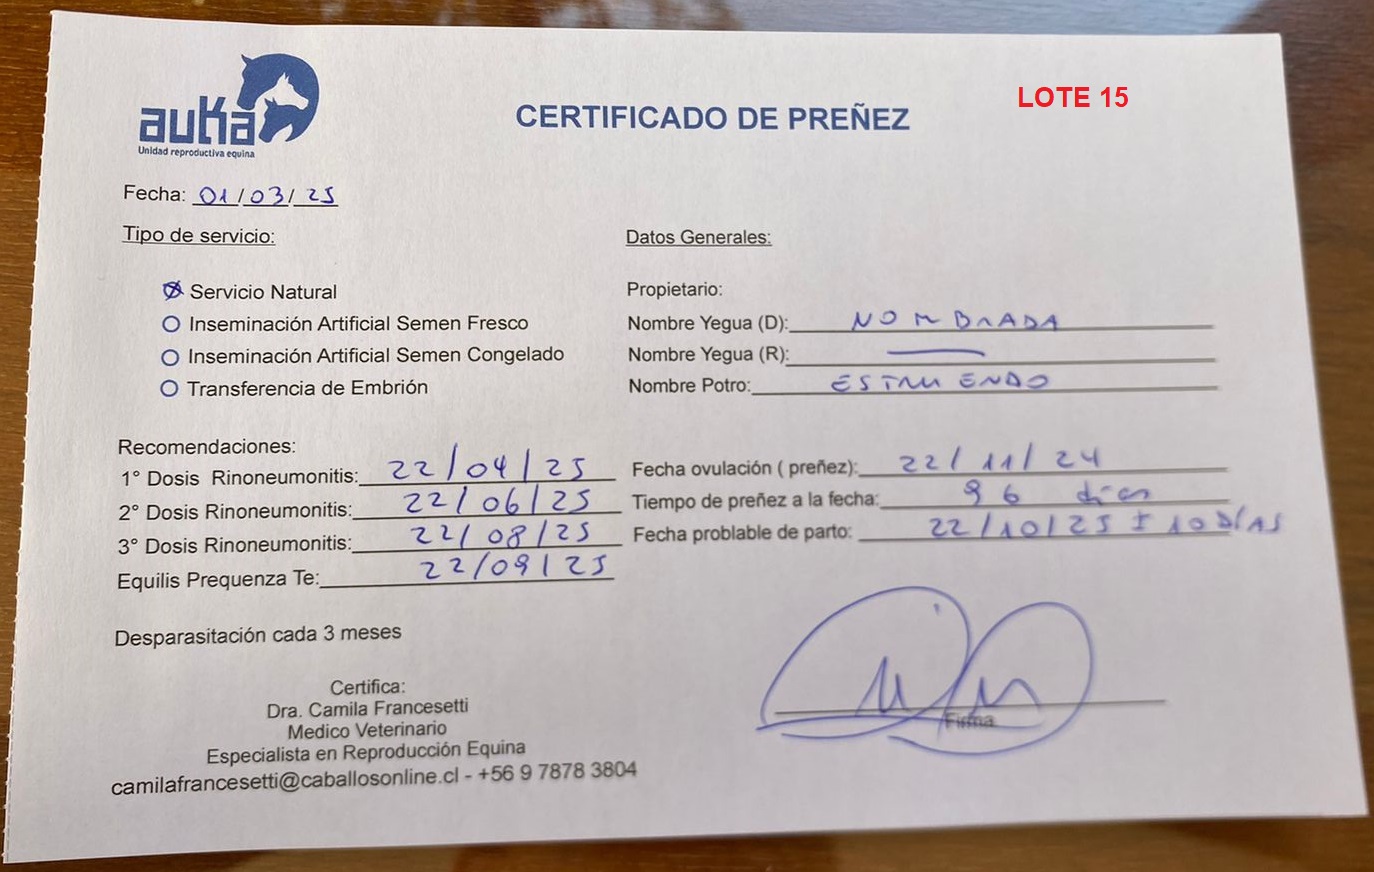 auka
Unidad reproductiva equina
CERTIFICADO DE PREÑEZ
LOTE 15
Fecha: 01/03/25
Tipo de servicio:
Servicio Natural
Inseminación Artificial Semen Fresco
Inseminación Artificial Semen Congelado
Transferencia de Embrión
Datos Generales:
Propietario:
Nombre Yegua (D): NOMBRADA
Nombre Yegua (R): —
Nombre Potro: ESTRUENDO
Recomendaciones:
1° Dosis Rinoneumonitis: 22/04/25
2° Dosis Rinoneumonitis: 22/06/25
3° Dosis Rinoneumonitis: 22/08/25
Equilis Prequenza Te: 22/09/25
Fecha ovulación ( preñez): 22/11/24
Tiempo de preñez a la fecha: 96 días
Fecha problable de parto: 22/10/25 ± 10 DÍAS
Desparasitación cada 3 meses
Certifica:
Dra. Camila Francesetti
Medico Veterinario
Especialista en Reproducción Equina
camilafrancesetti@caballosonline.cl - +56 9 7878 3804
Firma